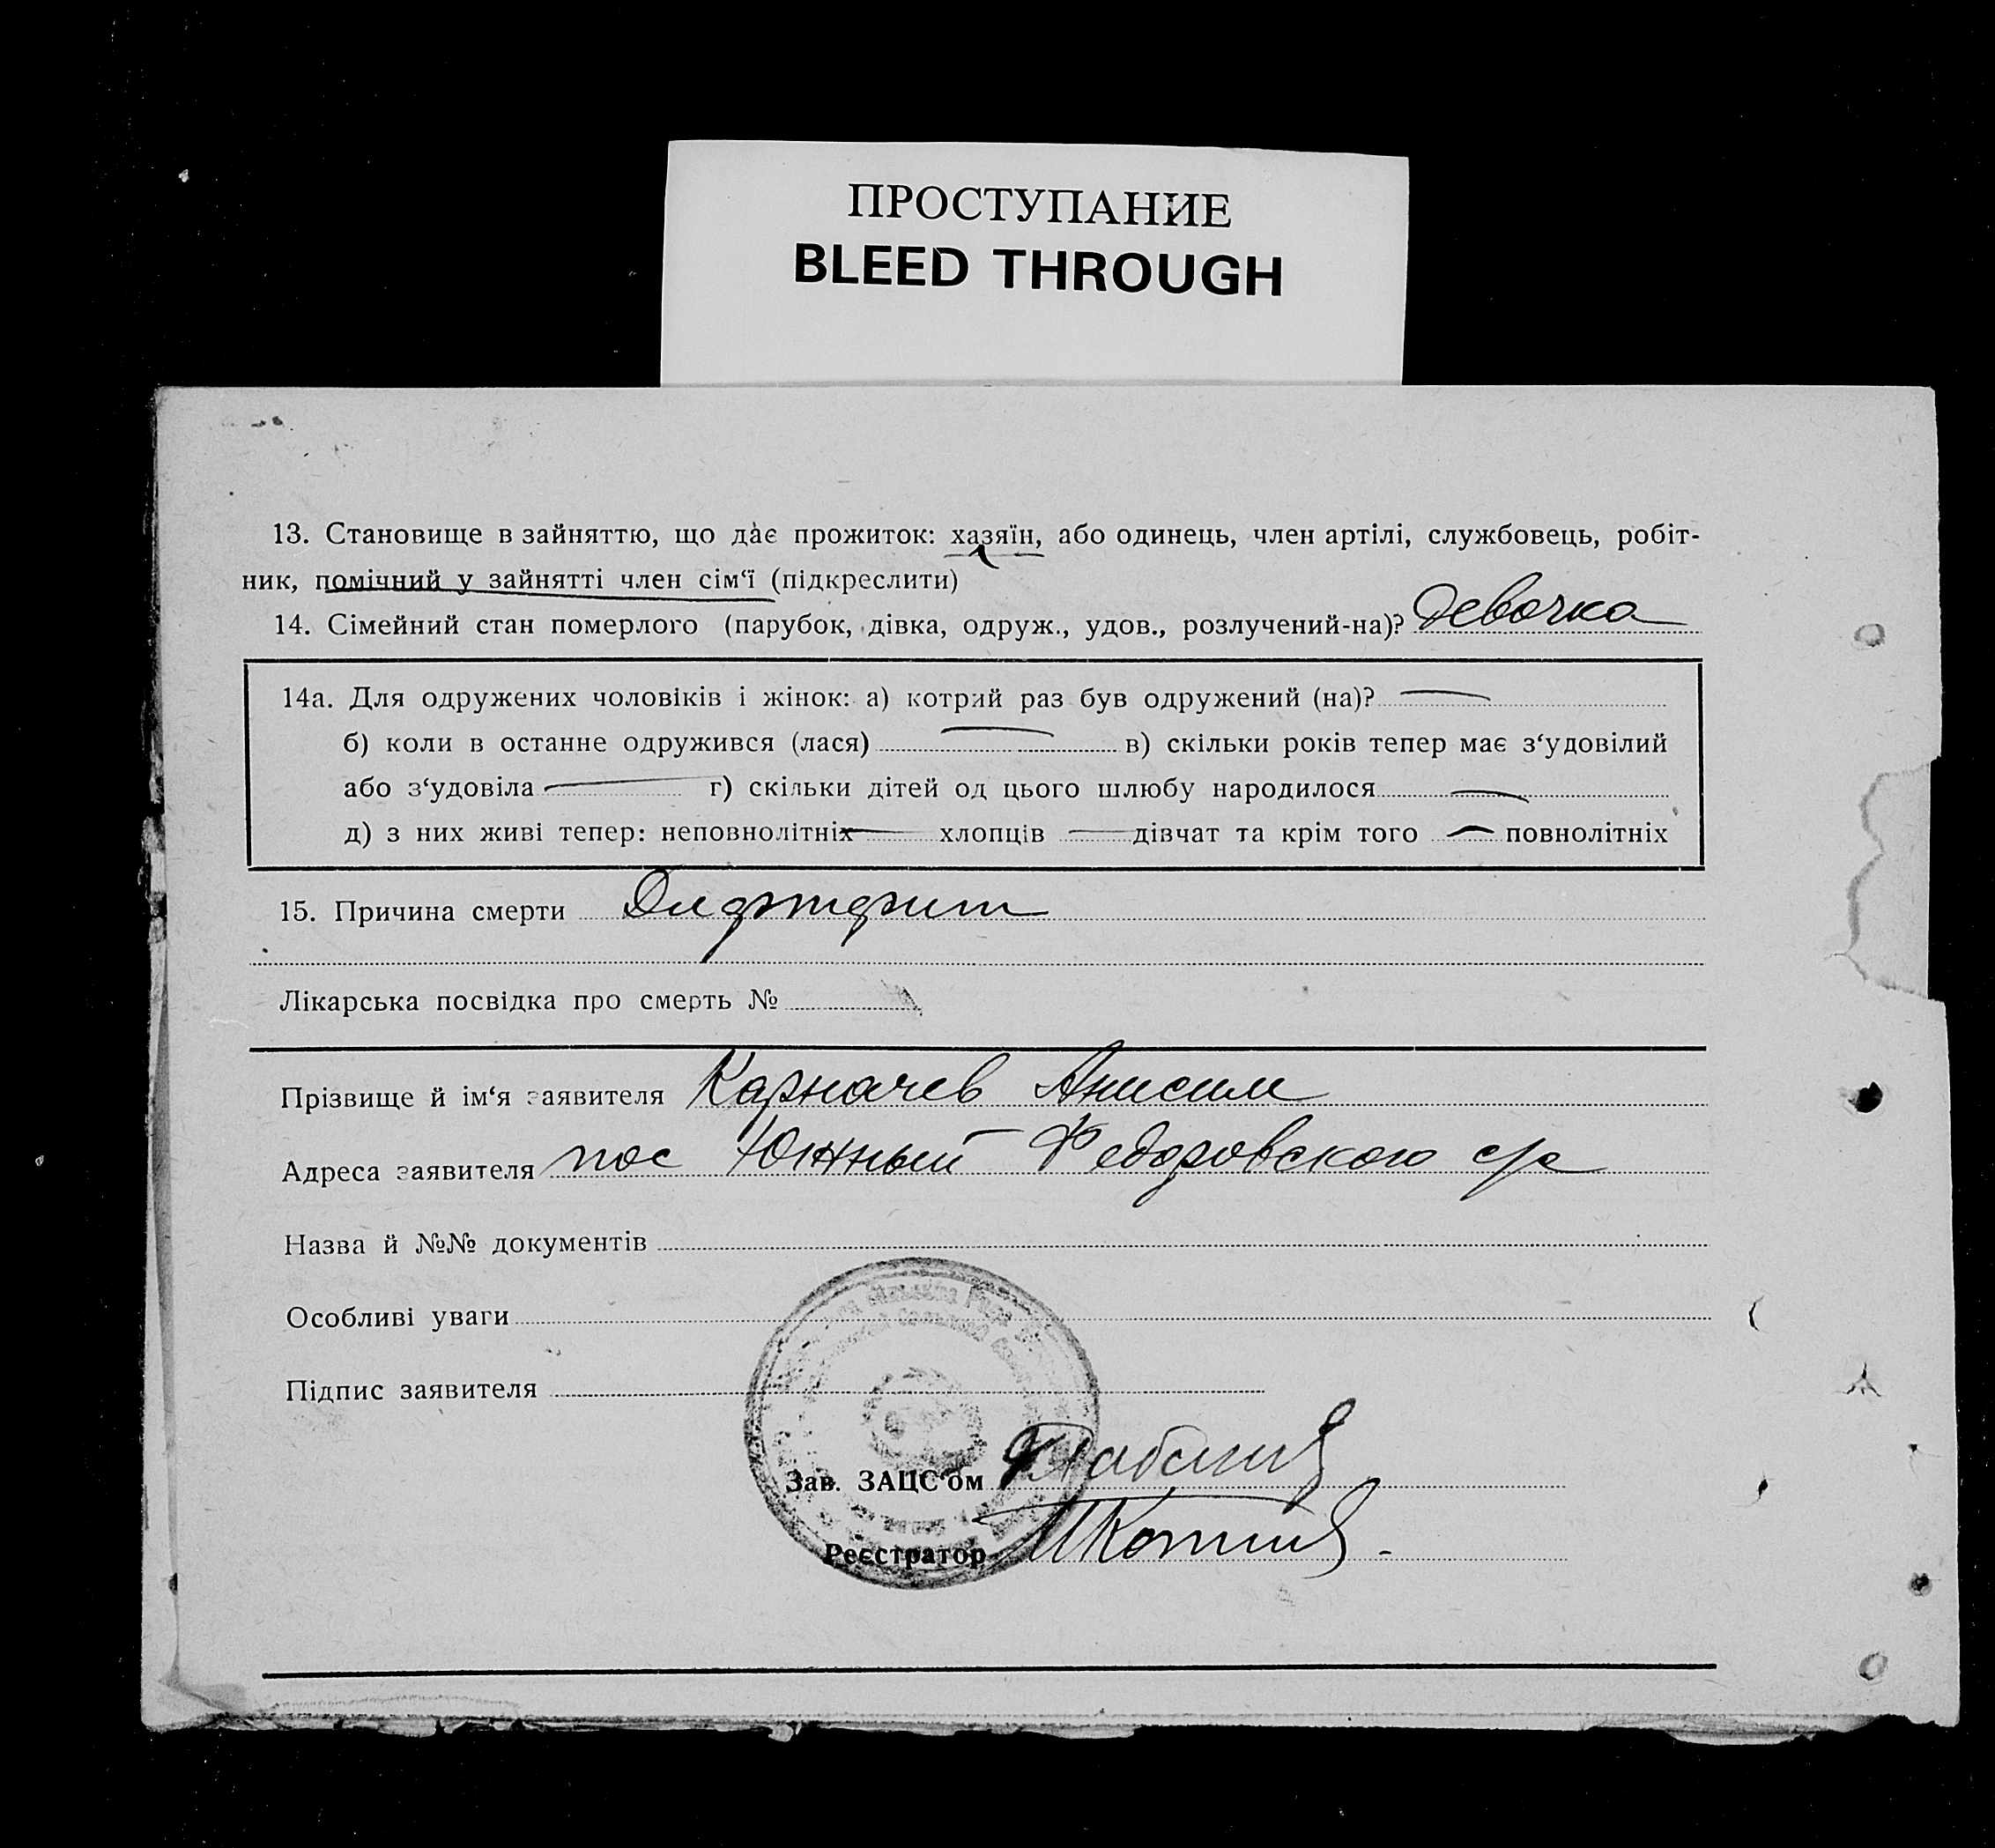 ПРОСТУПАНИЕ
BLEED THROUGH
13. Становище в зайняттю, що дає прожиток: хазяїн, або одинець, член артілі, службовець, робіт-
ник, помічний у зайнятті член сім‘ї (підкреслити)
14. Сімейний стан померлого (парубок, дівка, одруж., удов., розлучений-на)? Девочка
14а. Для одружених чоловіків і жінок: а) котрий раз був одружений (на)?
б) коли в останнє одружився (лася) в) скільки років тепер має з‘удовілий
або з‘удовіла г) скільки дітей од цього шлюбу народилося
д) з них живі тепер: неповнолітніх хлопців дівчат та крім того повнолітніх
15. Причина смерти
Лікарська посвідка про смерть №
Прізвище й ім‘я заявителя Карначев Анисим
Адреса заявителя пос Южный Федоровского с/с
Назва й №№ документів
Особливі уваги
Підпис заявителя
Зав. ЗАЦС‘ом
Реєстратор